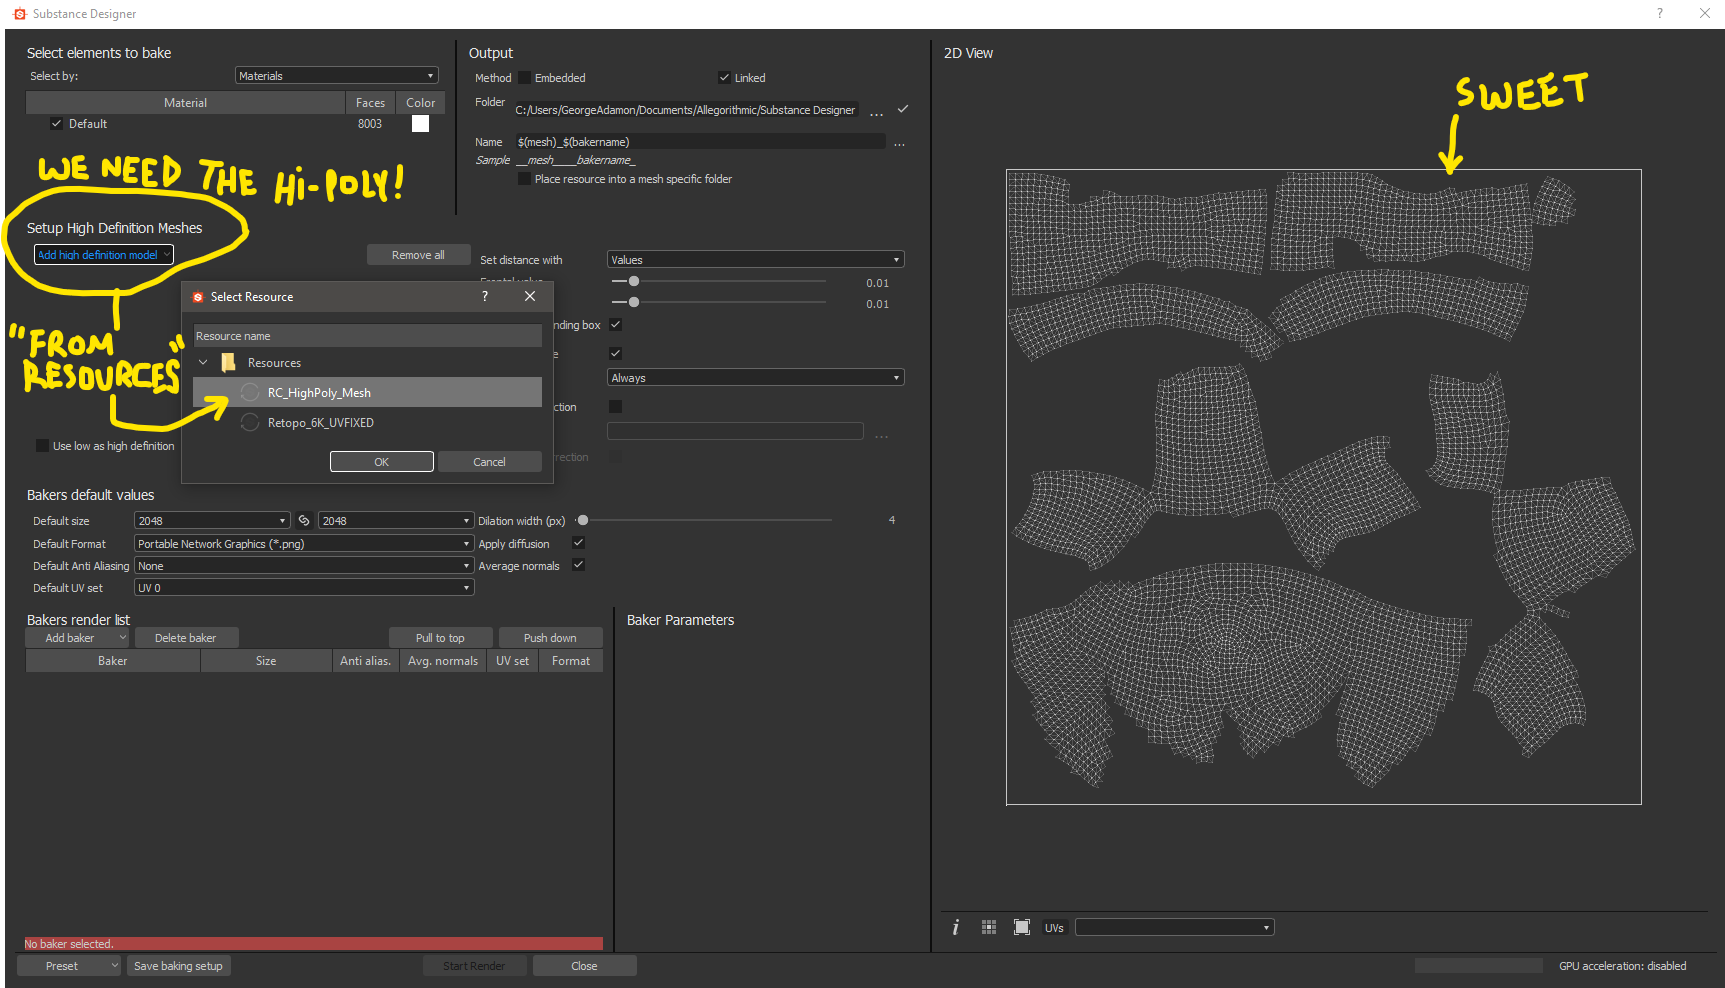 Substance Designer
?
Select elements to bake
Select by:
Materials
Material
Faces
Color
Default
8003
WE NEED THE Hi-POLY!
Setup High Definition Meshes
Add high definition model
Remove all
"FROM
RESOURCES"
Select Resource
?
Resource name
Resources
RC_HighPoly_Mesh
Retopo_6K_UVFIXED
OK
Cancel
Use low as high definition
Output
Method
Embedded
Linked
Folder
C:/Users/GeorgeAdamon/Documents/Allegorithmic/Substance Designer
...
Name
$(mesh)_$(bakername)
...
Sample __mesh____bakername_
Place resource into a mesh specific folder
Set distance with
Values
0.01
0.01
nding box
e
Always
ction
...
rection
Bakers default values
Default size
2048
2048
Default Format
Portable Network Graphics (*.png)
Default Anti Aliasing
None
Default UV set
UV 0
Dilation width (px)
4
Apply diffusion
Average normals
Bakers render list
Add baker
Delete baker
Pull to top
Push down
Baker
Size
Anti alias.
Avg. normals
UV set
Format
No baker selected.
Baker Parameters
2D View
SWEET
i
UVs
Preset
Save baking setup
Start Render
Close
GPU acceleration: disabled